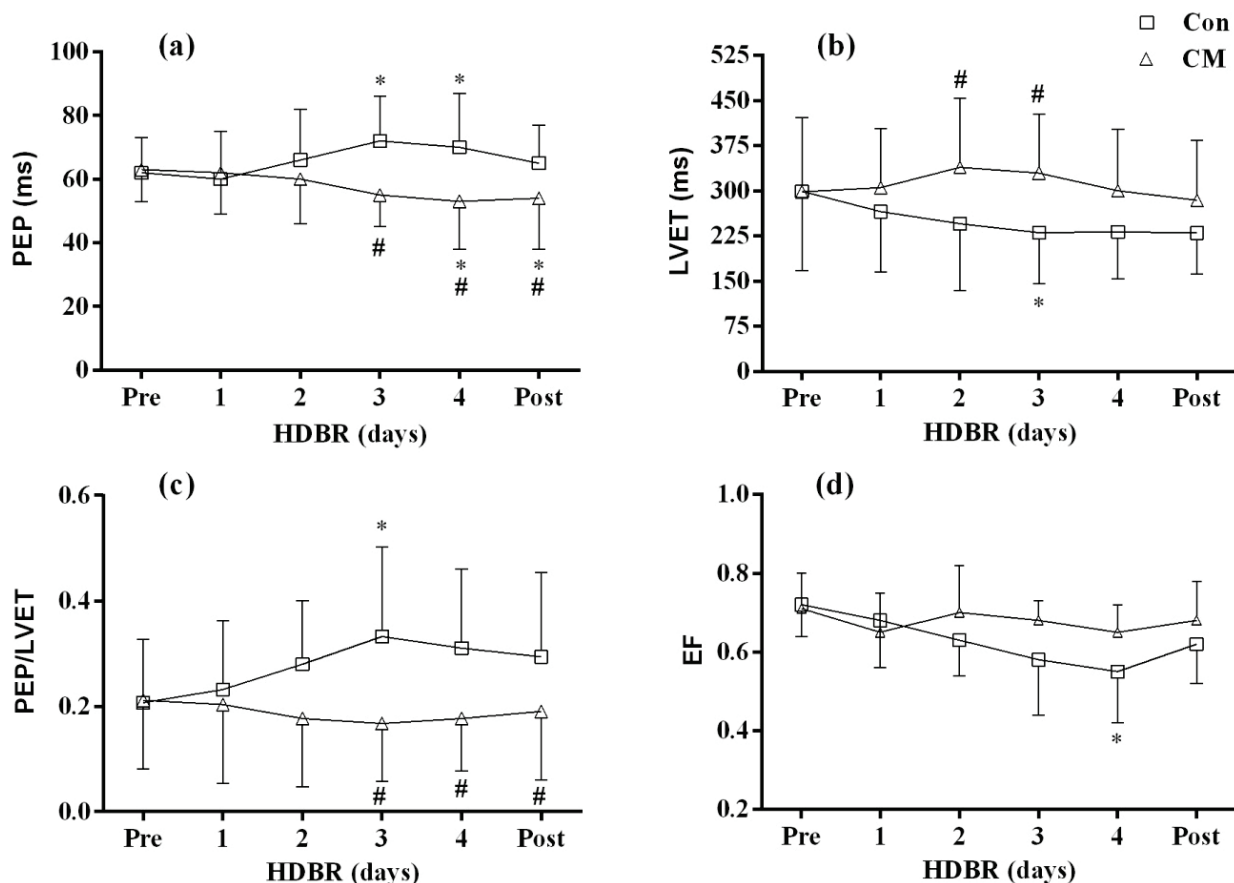 (a)
PEP (ms)
100
80
60
40
20
0
* *
#
* *
# #
Pre 1 2 3 4 Post
HDBR (days)
(b)
Con
CM
LVET (ms)
525
450
375
300
225
150
75
0
# #
*
Pre 1 2 3 4 Post
HDBR (days)
(c)
PEP/LVET
0.6
0.4
0.2
0.0
*
# # #
Pre 1 2 3 4 Post
HDBR (days)
(d)
EF
1.0
0.8
0.6
0.4
0.2
*
Pre 1 2 3 4 Post
HDBR (days)